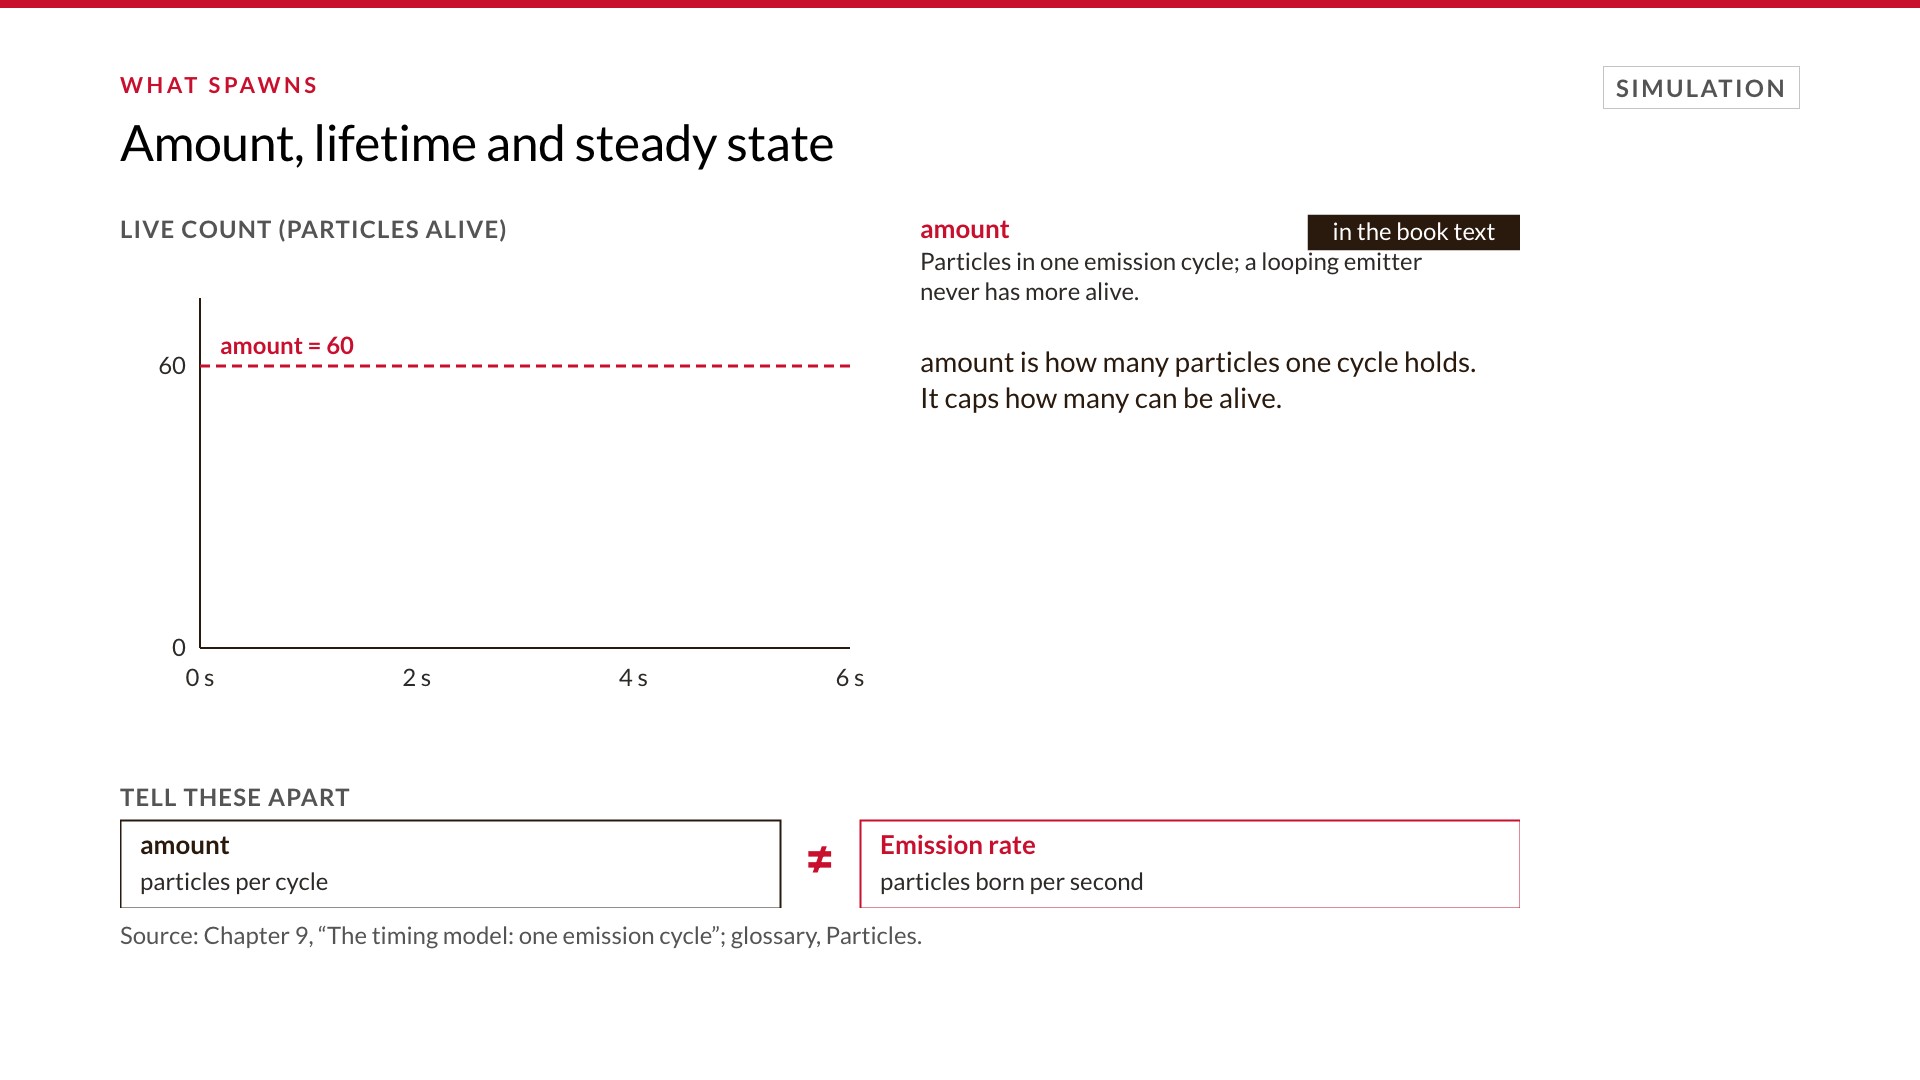 WHAT SPAWNS
SIMULATION
Amount, lifetime and steady state
LIVE COUNT (PARTICLES ALIVE)
amount = 60
60
0
0 s
2 s
4 s
6 s
amount
in the book text
Particles in one emission cycle; a looping emitter
never has more alive.
amount is how many particles one cycle holds.
It caps how many can be alive.
TELL THESE APART
amount
particles per cycle
≠
Emission rate
particles born per second
Source: Chapter 9, “The timing model: one emission cycle”; glossary, Particles.